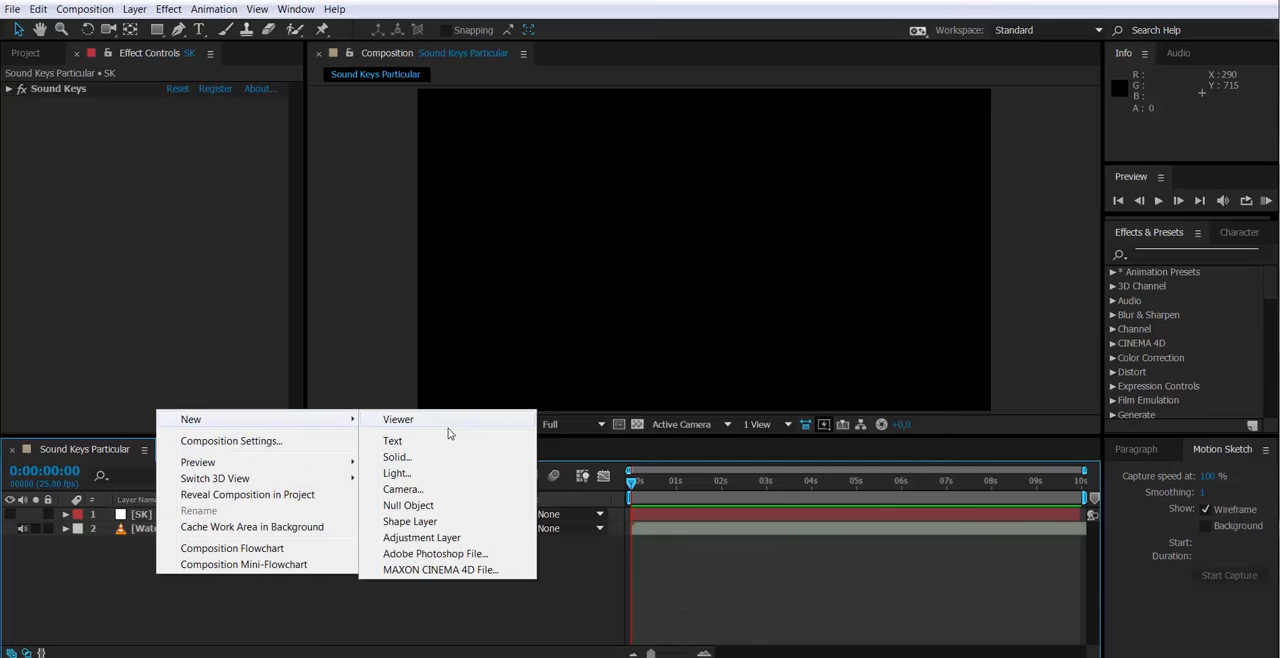 File Edit Composition Layer Effect Animation View Window Help
Snapping Workspace: Standard Search Help
Project × Effect Controls SK
× Composition Sound Keys Particular
Info Audio
Sound Keys Particular • SK
Sound Keys Particular
R: X: 290
G: Y: 715
B:
A: 0
fx Sound Keys Reset Register About...
Preview
Effects & Presets Character
* Animation Presets
3D Channel
Audio
Blur & Sharpen
Channel
CINEMA 4D
Color Correction
Distort
Expression Controls
Film Emulation
Generate
Full Active Camera 1 View +0,0
New
Composition Settings...
Preview
Switch 3D View
Reveal Composition in Project
Rename
Cache Work Area in Background
Composition Flowchart
Composition Mini-Flowchart
Viewer
Text
Solid...
Light...
Camera...
Null Object
Shape Layer
Adjustment Layer
Adobe Photoshop File...
MAXON CINEMA 4D File...
× Sound Keys Particular
0:00:00:00
00000 (25.00 fps)
# Layer Name
1 [SK] None
2 [Wate None
00s 01s 02s 03s 04s 05s 06s 07s 08s 09s 10s
Paragraph Motion Sketch
Capture speed at: 100 %
Smoothing: 1
Show: Wireframe
Background
Start:
Duration:
Start Capture